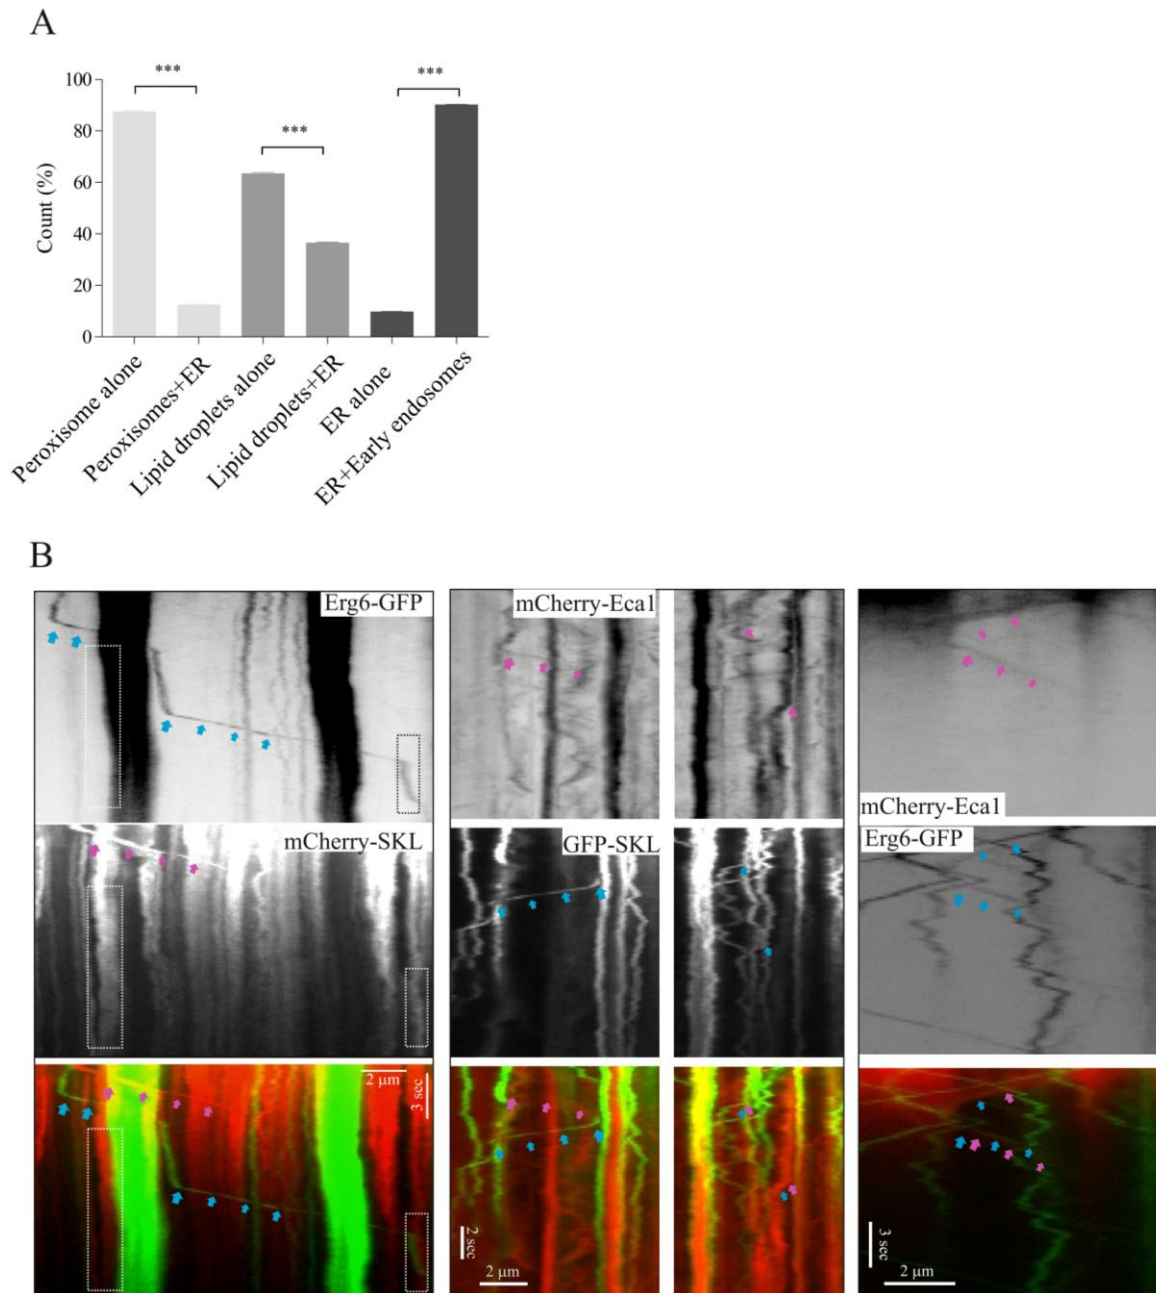 A
***
***
***
100
80
60
40
20
0
Count (%)
Peroxisome alone
Peroxisomes+ER
Lipid droplets alone
Lipid droplets+ER
ER alone
ER+Early endosomes
B
Erg6-GFP
mCherry-Eca1
mCherry-Eca1
mCherry-SKL
GFP-SKL
Erg6-GFP
2 μm
3 sec
2 sec
2 μm
3 sec
2 μm